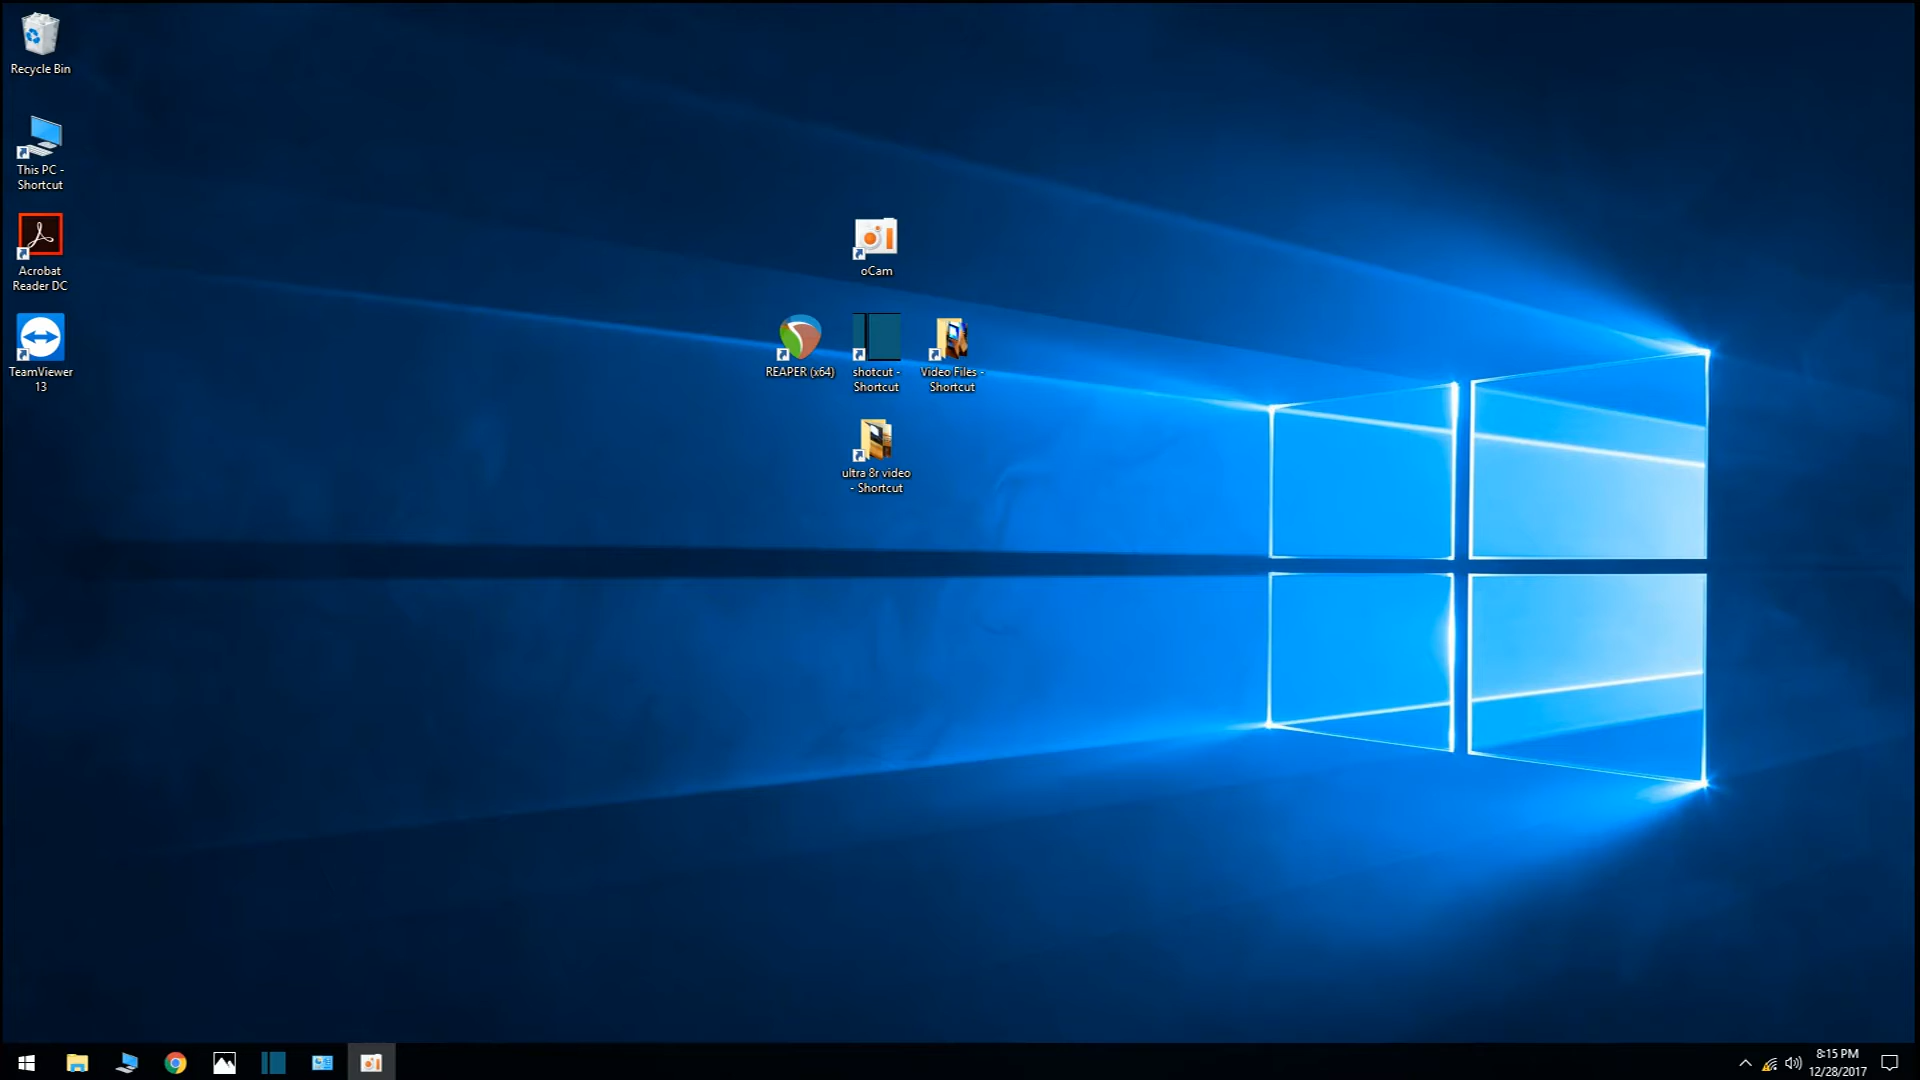 Recycle Bin
This PC -
Shortcut
Acrobat
Reader DC
TeamViewer
13
oCam
REAPER (x64)
shotcut -
Shortcut
Video Files -
Shortcut
ultra 8r video
- Shortcut
8:15 PM
12/28/2017